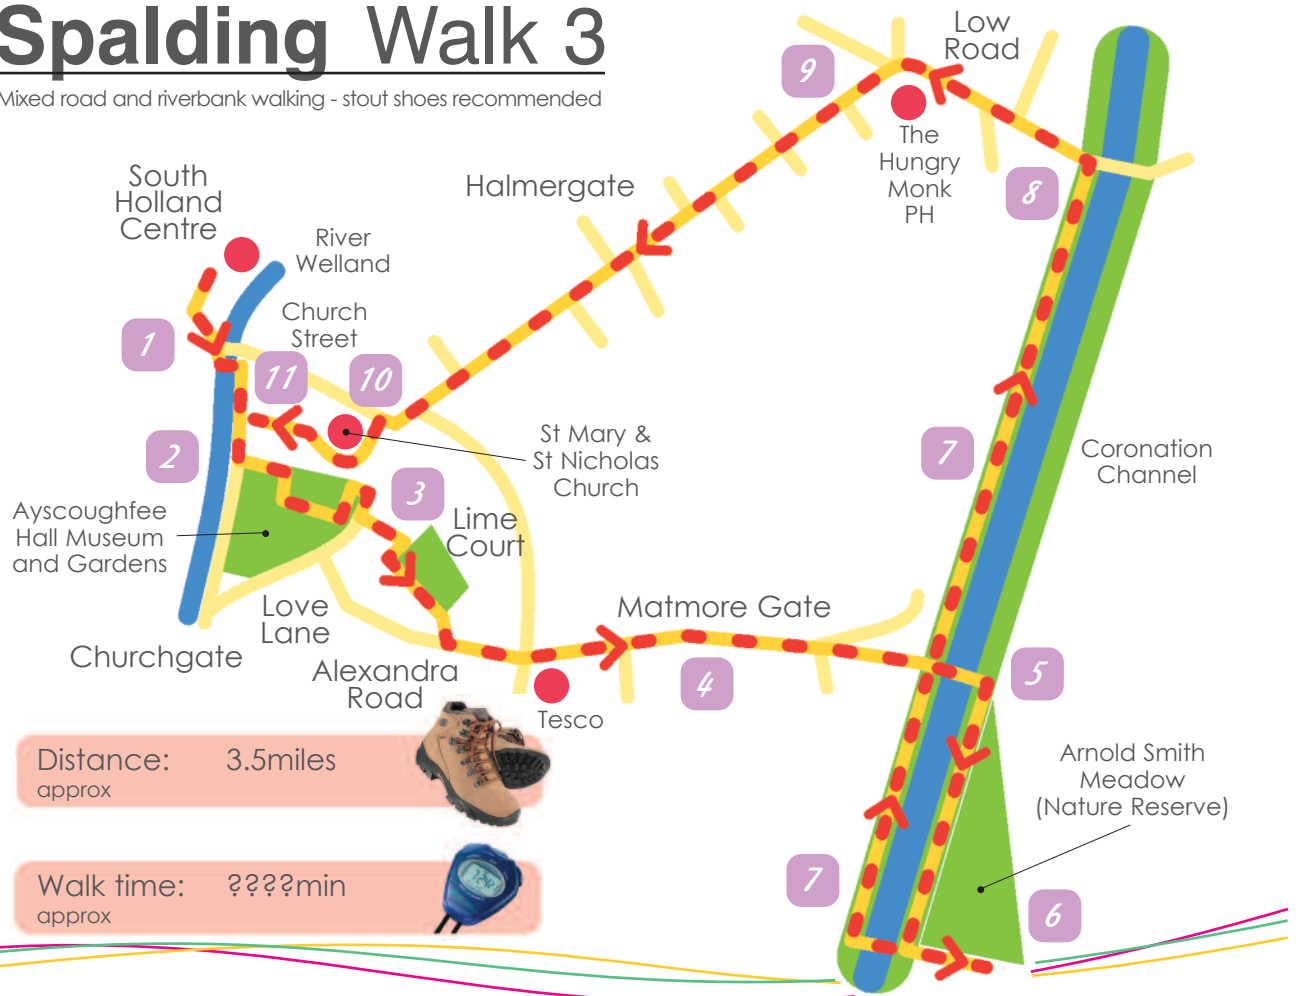 Spalding Walk 3
Mixed road and riverbank walking - stout shoes recommended
Low
Road
9
The
Hungry
Monk
PH
8
Halmergate
South
Holland
Centre
River
Welland
Church
Street
1
11
10
2
St Mary &
St Nicholas
Church
3
7
Coronation
Channel
Ayscoughfee
Hall Museum
and Gardens
Lime
Court
Love
Lane
Matmore Gate
Churchgate
Alexandra
Road
4
5
Tesco
Distance: 3.5miles
approx
Arnold Smith
Meadow
(Nature Reserve)
Walk time: ????min
approx
7
6